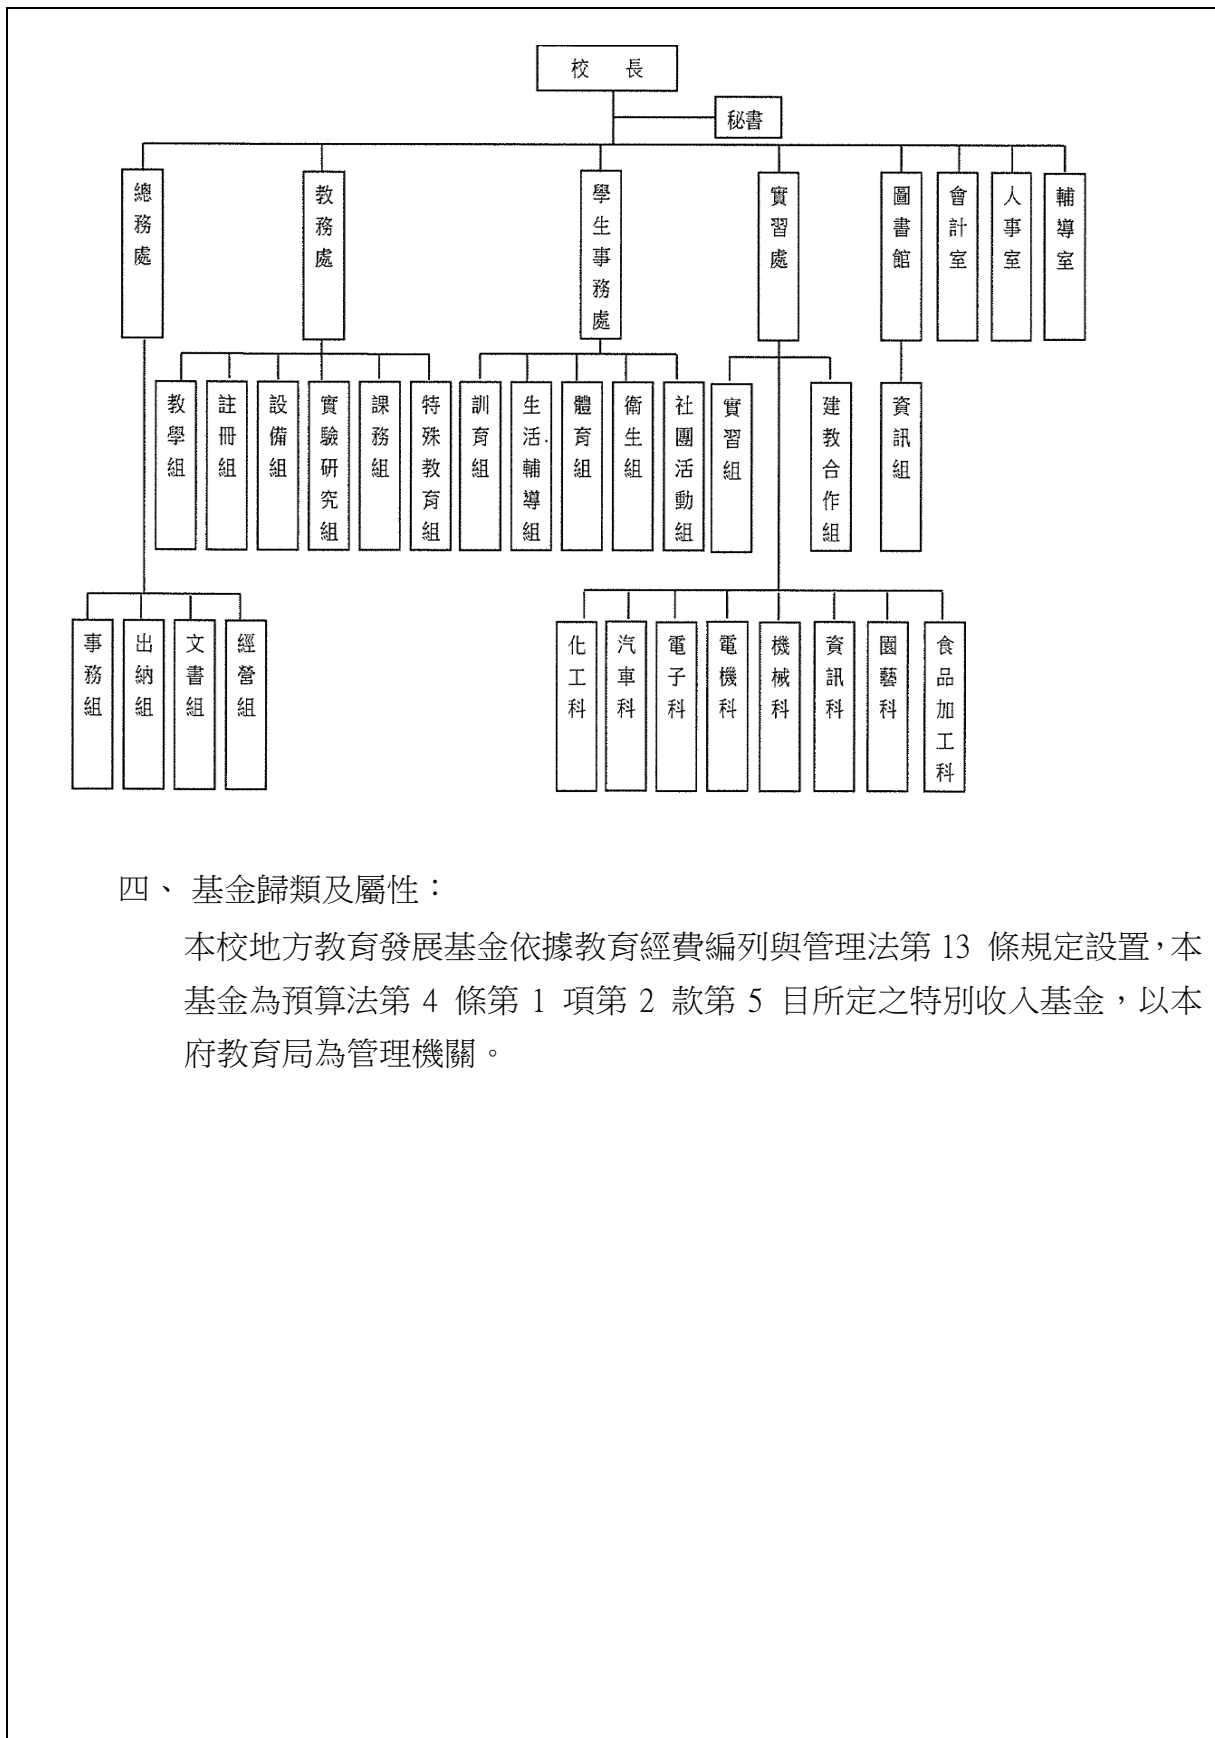 校 長
秘書
總務處
教務處
學生事務處
實習處
圖書館
會計室
人事室
輔導室
教學組
註冊組
設備組
實驗研究組
課務組
特殊教育組
訓育組
生活輔導組
體育組
衛生組
社團活動組
實習組
建教合作組
資訊組
事務組
出納組
文書組
經營組
化工科
汽車科
電子科
電機科
機械科
資訊科
園藝科
食品加工科
四、 基金歸類及屬性：
本校地方教育發展基金依據教育經費編列與管理法第 13 條規定設置，本
基金為預算法第 4 條第 1 項第 2 款第 5 目所定之特別收入基金，以本
府教育局為管理機關。